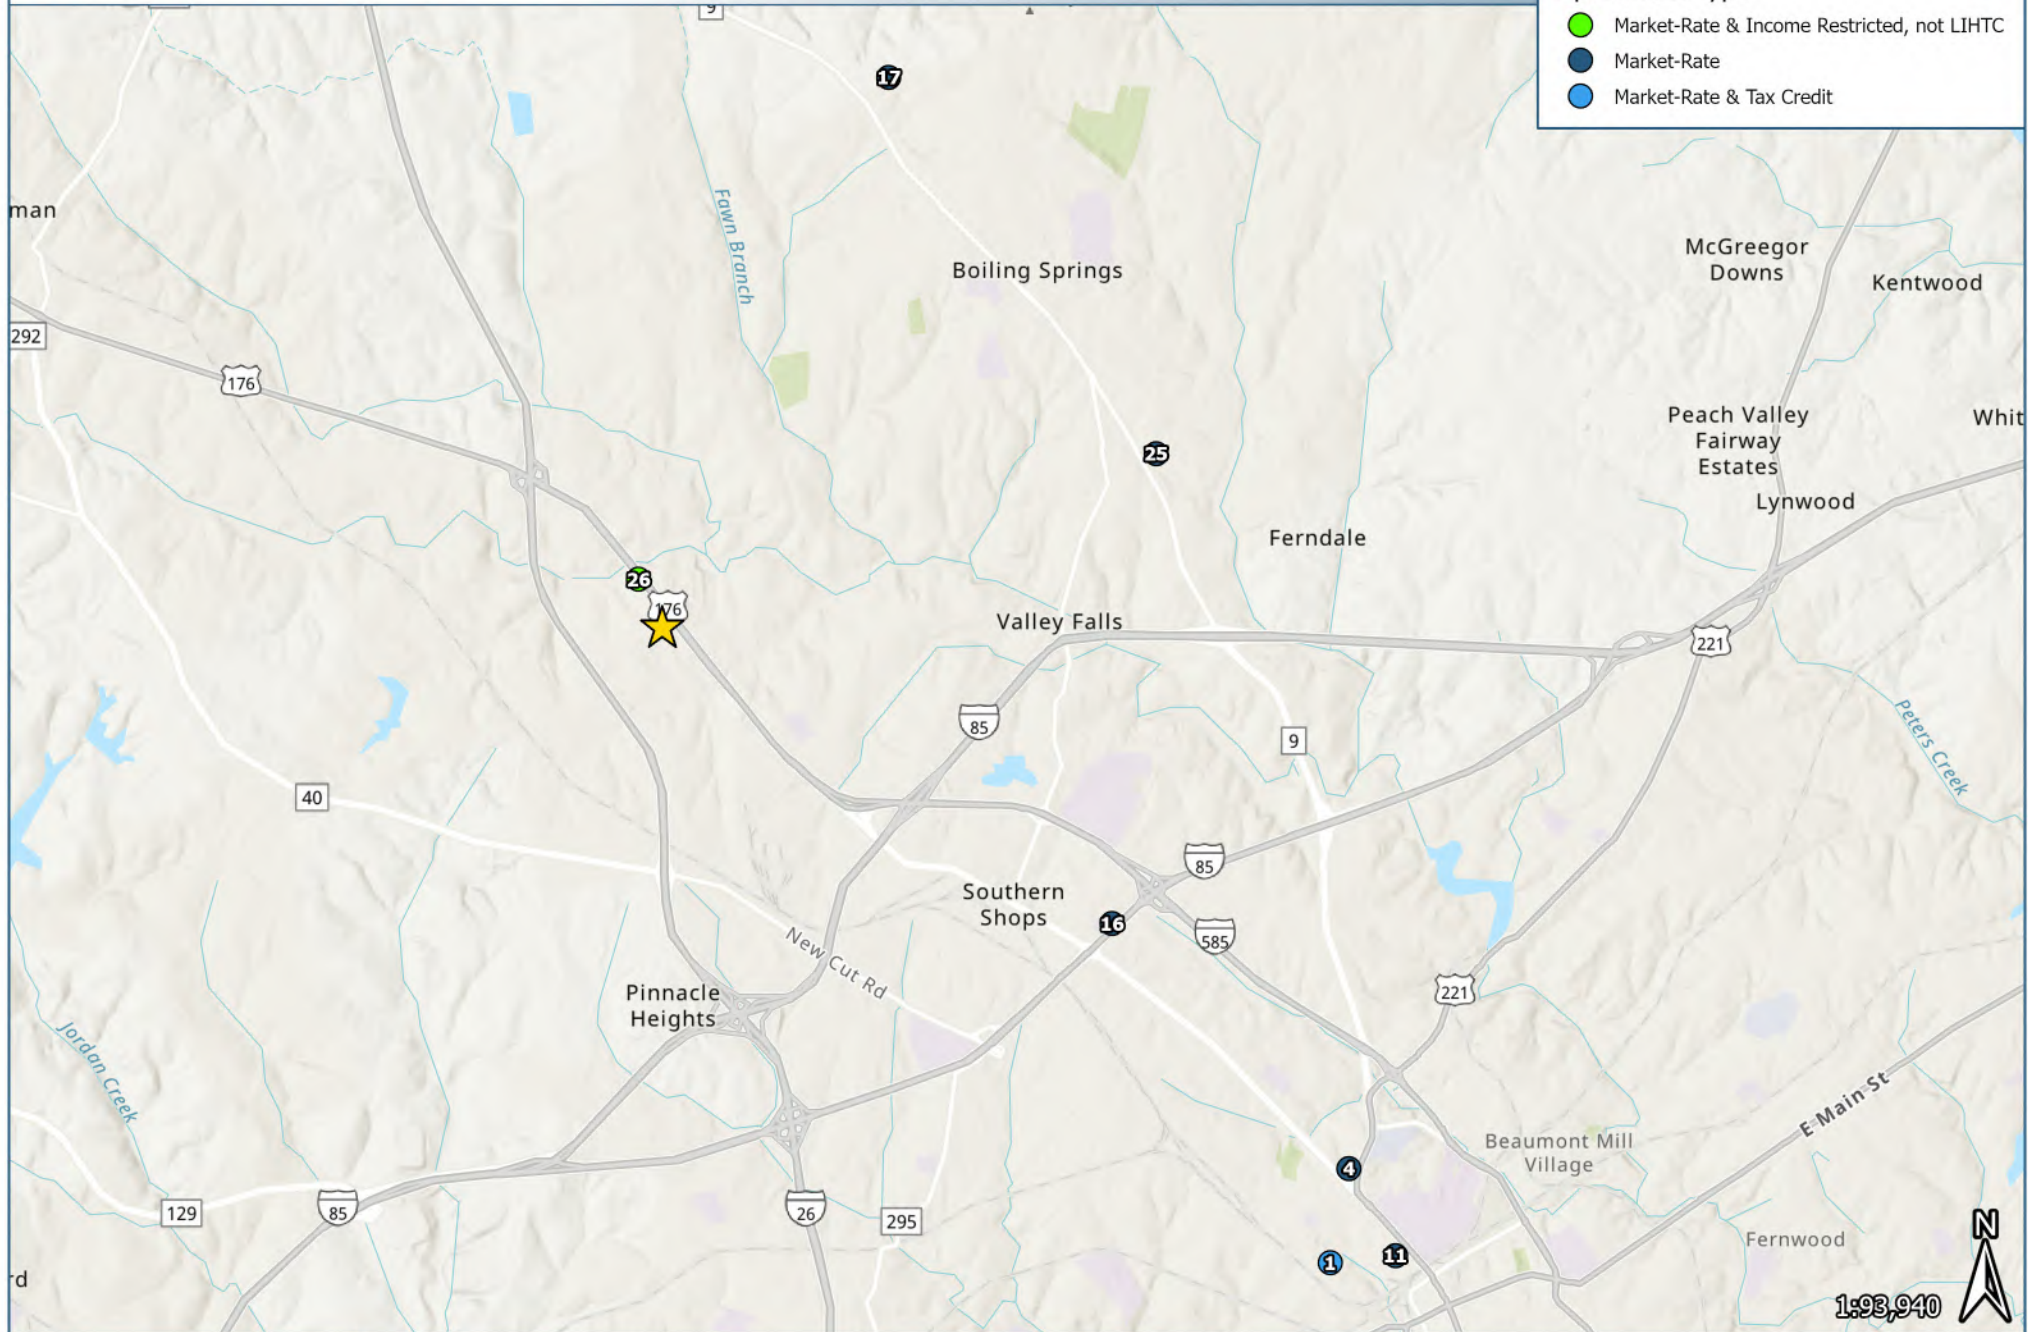 9
Market-Rate & Income Restricted, not LIHTC
Market-Rate
Market-Rate & Tax Credit
17
Fawn Branch
man
McGreegor
Downs
Boiling Springs
Kentwood
292
176
Peach Valley
Fairway
Estates
Whit
25
Lynwood
Ferndale
26
176
Valley Falls
221
85
9
Peters Creek
40
85
Southern
Shops
16
585
New Cut Rd
Pinnacle
Heights
221
Jordan Creek
E Main St
Beaumont Mill
Village
4
129
85
26
295
Fernwood
N
1
11
rd
1:93,940